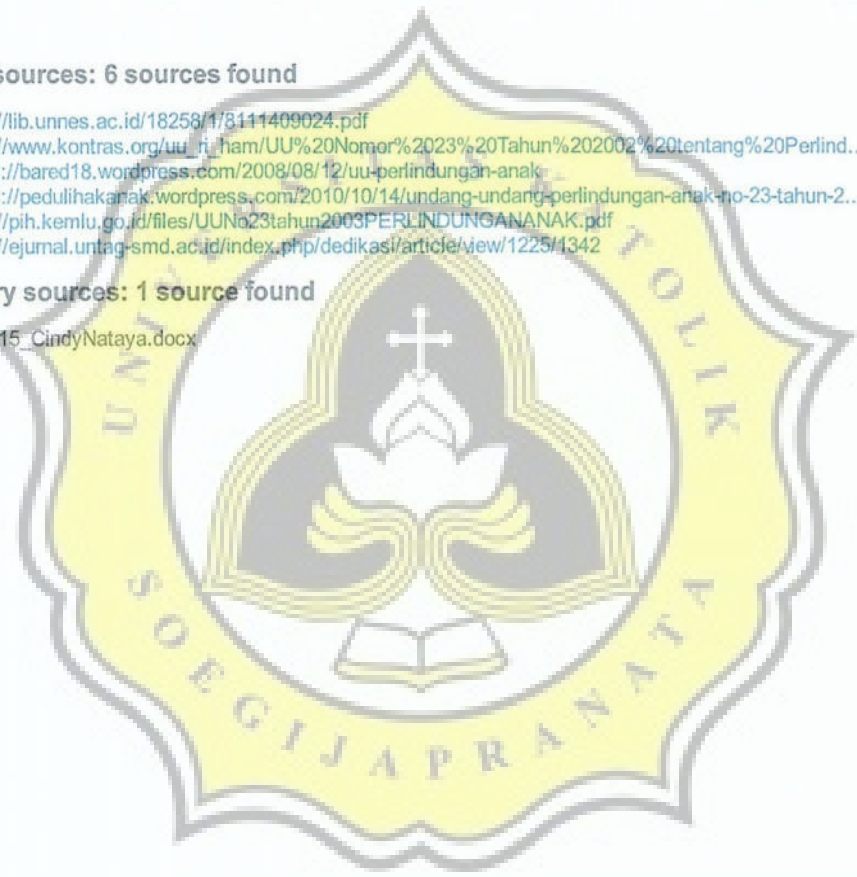 sources: 6 sources found
//lib.unnes.ac.id/18258/1/8111409024.pdf
//www.kontras.org/uu_ri_ham/UU%20Nomor%2023%20Tahun%202002%20tentang%20Perlind...
://bared18.wordpress.com/2008/08/12/uu-perlindungan-anak
://pedulihakanak.wordpress.com/2010/10/14/undang-undang-perlindungan-anak-no-23-tahun-2...
//pih.kemlu.go.id/files/UUNo23tahun2003PERLINDUNGANANAK.pdf
//ejurnal.untag-smd.ac.id/index.php/dedikasi/article/view/1225/1342
ry sources: 1 source found
15_CindyNataya.docx
UNIVERSITAS KATOLIK
SOEGIJAPRANATA